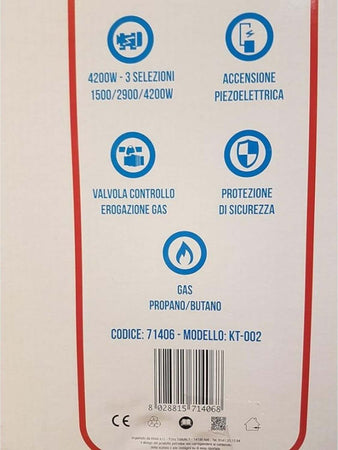 4200W - 3 SELEZIONI
1500/2900/4200W
ACCENSIONE
PIEZOELETTRICA
VALVOLA CONTROLLO
EROGAZIONE GAS
PROTEZIONE
DI SICUREZZA
GAS
PROPANO/BUTANO
CODICE: 71406 - MODELLO: KT-002
8 028815 714068
CE